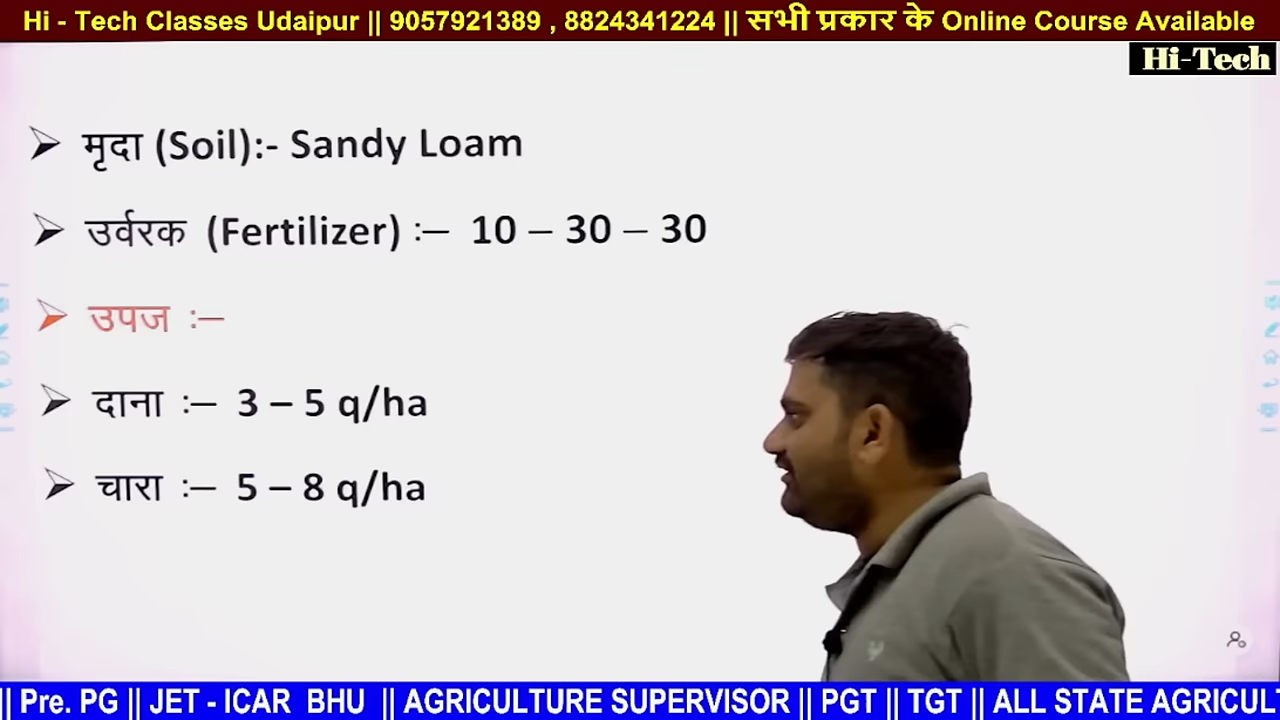 Hi - Tech Classes Udaipur || 9057921389 , 8824341224 || सभी प्रकार के Online Course Available
Hi-Tech
➢ मृदा (Soil):- Sandy Loam
➢ उर्वरक (Fertilizer) :– 10 – 30 – 30
➢ उपज :–
➢ दाना :– 3 – 5 q/ha
➢ चारा :– 5 – 8 q/ha
|| Pre. PG || JET - ICAR BHU || AGRICULTURE SUPERVISOR || PGT || TGT || ALL STATE AGRICUL